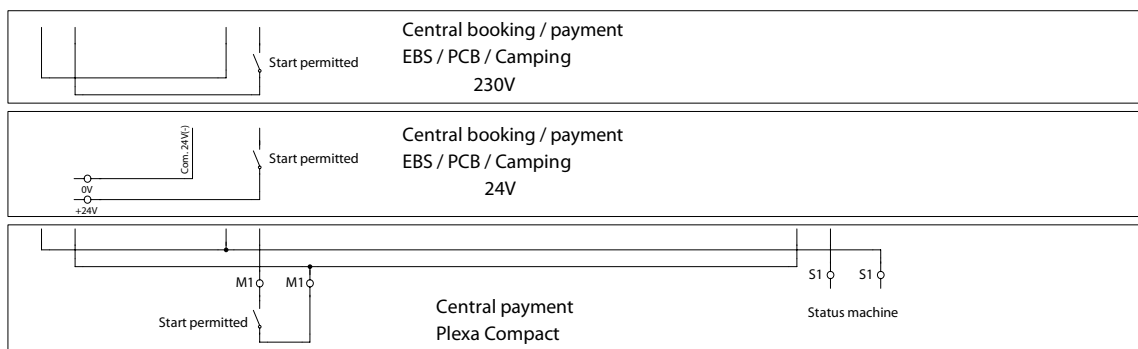 Central booking / payment
EBS / PCB / Camping
230V
Start permitted
Central booking / payment
EBS / PCB / Camping
24V
Com. 24V(-)
Start permitted
0V
+24V
M1 M1
S1 S1
Start permitted
Central payment
Plexa Compact
Status machine